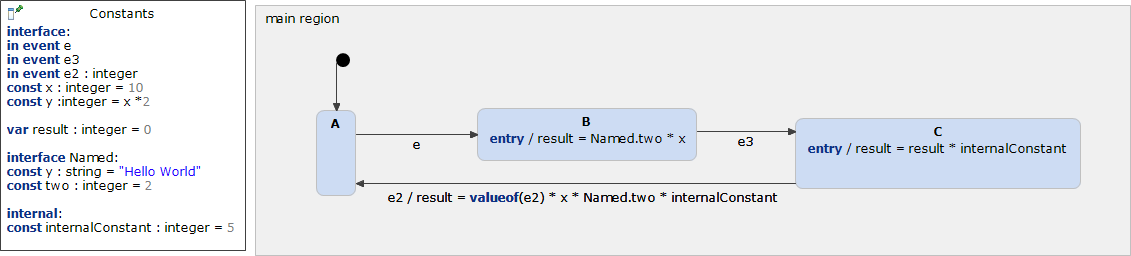 Constants
interface:
in event e
in event e3
in event e2 : integer
const x : integer = 10
const y :integer = x *2
var result : integer = 0
interface Named:
const y : string = "Hello World"
const two : integer = 2
internal:
const internalConstant : integer = 5
main region
A
B
entry / result = Named.two * x
C
entry / result = result * internalConstant
e
e3
e2 / result = valueof(e2) * x * Named.two * internalConstant